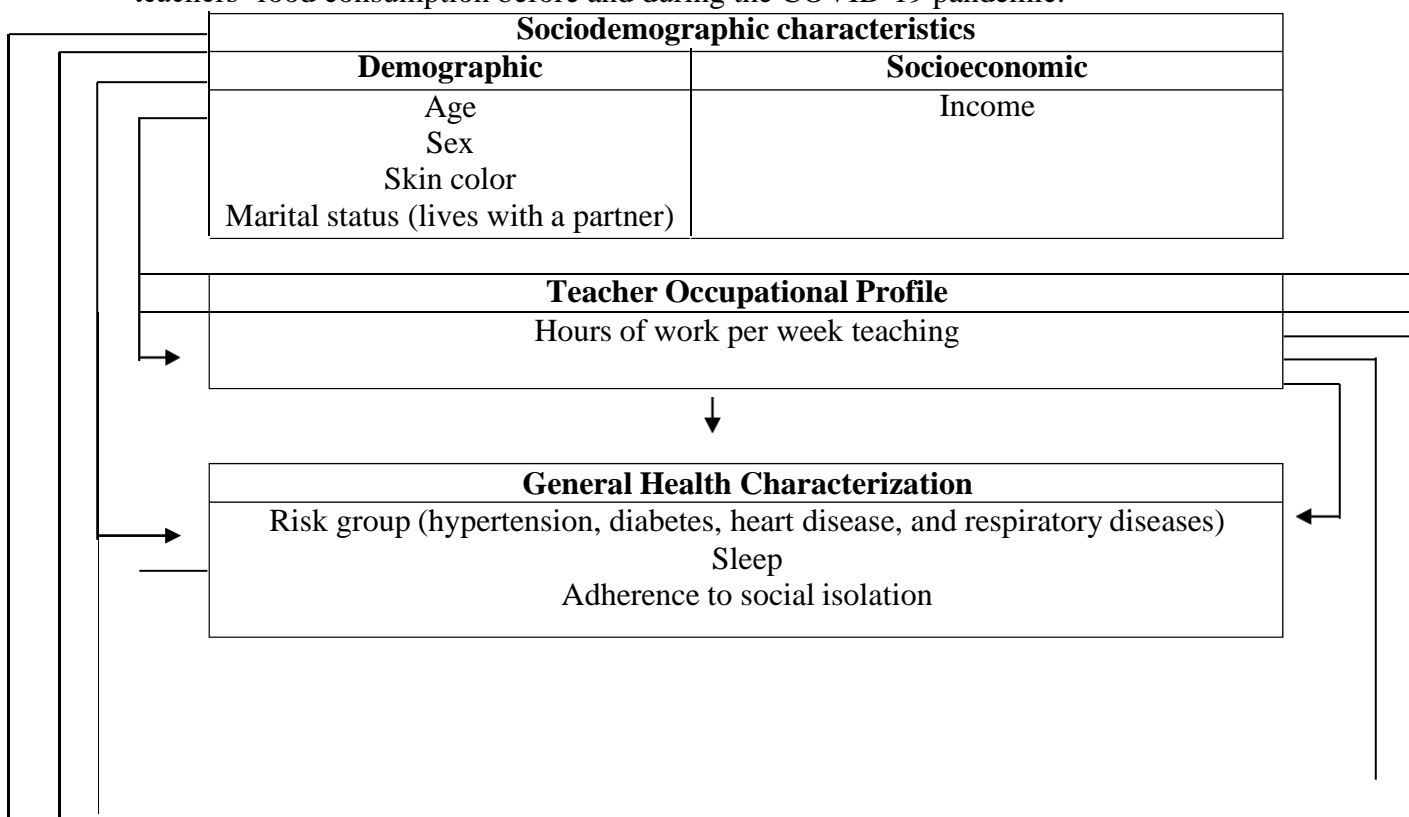 teachers' food consumption before and during the COVID-19 pandemic.
Sociodemographic characteristics
Demographic
Socioeconomic
Age
Income
Sex
Skin color
Marital status (lives with a partner)
Teacher Occupational Profile
Hours of work per week teaching
General Health Characterization
Risk group (hypertension, diabetes, heart disease, and respiratory diseases)
Sleep
Adherence to social isolation